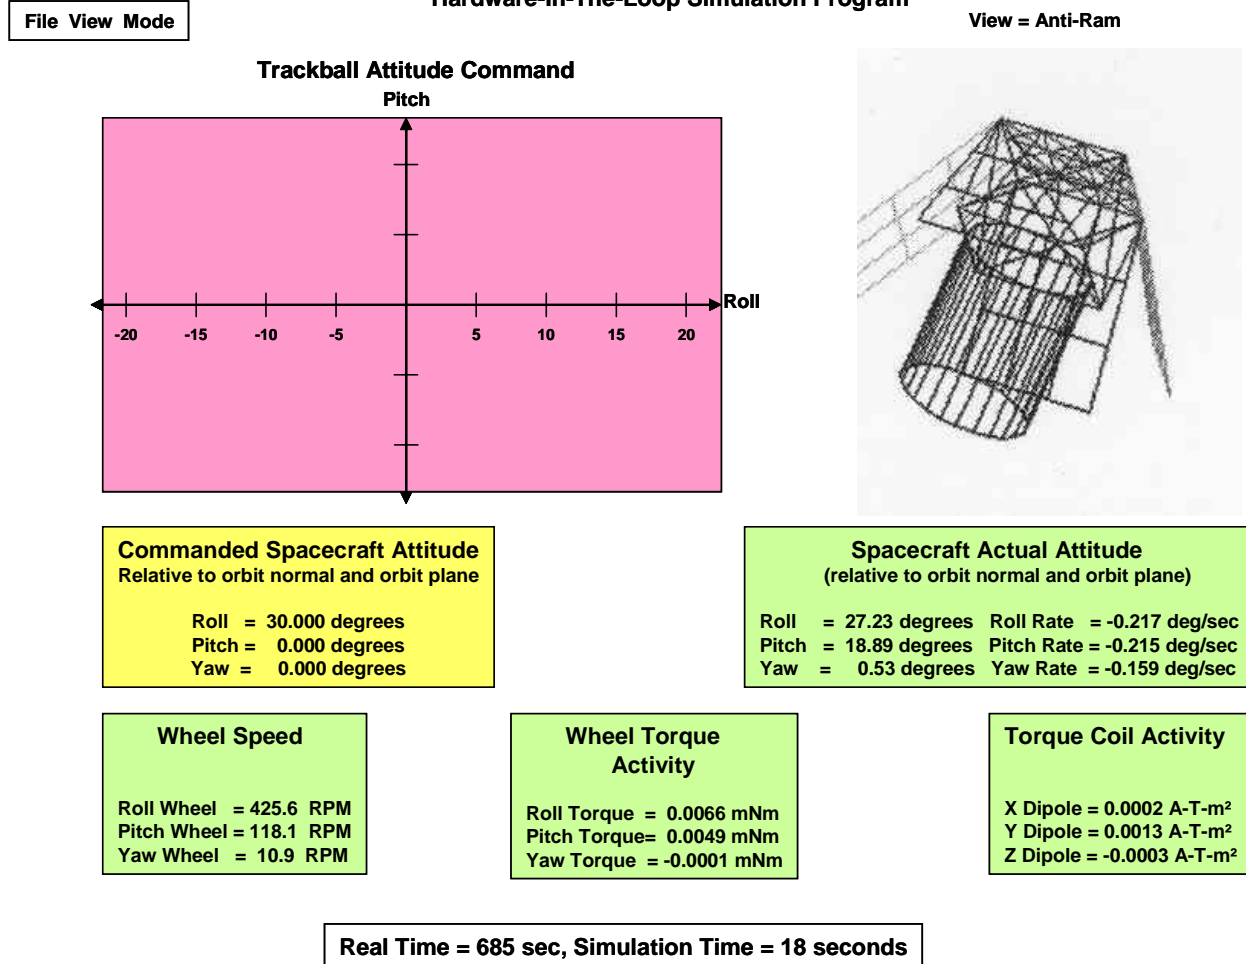 Hardware-In-The-Loop Simulation Program
File View Mode
View = Anti-Ram
Trackball Attitude Command
Pitch
Roll
-20 -15 -10 -5 5 10 15 20
Commanded Spacecraft Attitude
Relative to orbit normal and orbit plane
Roll = 30.000 degrees
Pitch = 0.000 degrees
Yaw = 0.000 degrees
Spacecraft Actual Attitude
(relative to orbit normal and orbit plane)
Roll = 27.23 degrees Roll Rate = -0.217 deg/sec
Pitch = 18.89 degrees Pitch Rate = -0.215 deg/sec
Yaw = 0.53 degrees Yaw Rate = -0.159 deg/sec
Wheel Speed
Roll Wheel = 425.6 RPM
Pitch Wheel = 118.1 RPM
Yaw Wheel = 10.9 RPM
Wheel Torque
Activity
Roll Torque = 0.0066 mNm
Pitch Torque= 0.0049 mNm
Yaw Torque = -0.0001 mNm
Torque Coil Activity
X Dipole = 0.0002 A-T-m²
Y Dipole = 0.0013 A-T-m²
Z Dipole = -0.0003 A-T-m²
Real Time = 685 sec, Simulation Time = 18 seconds